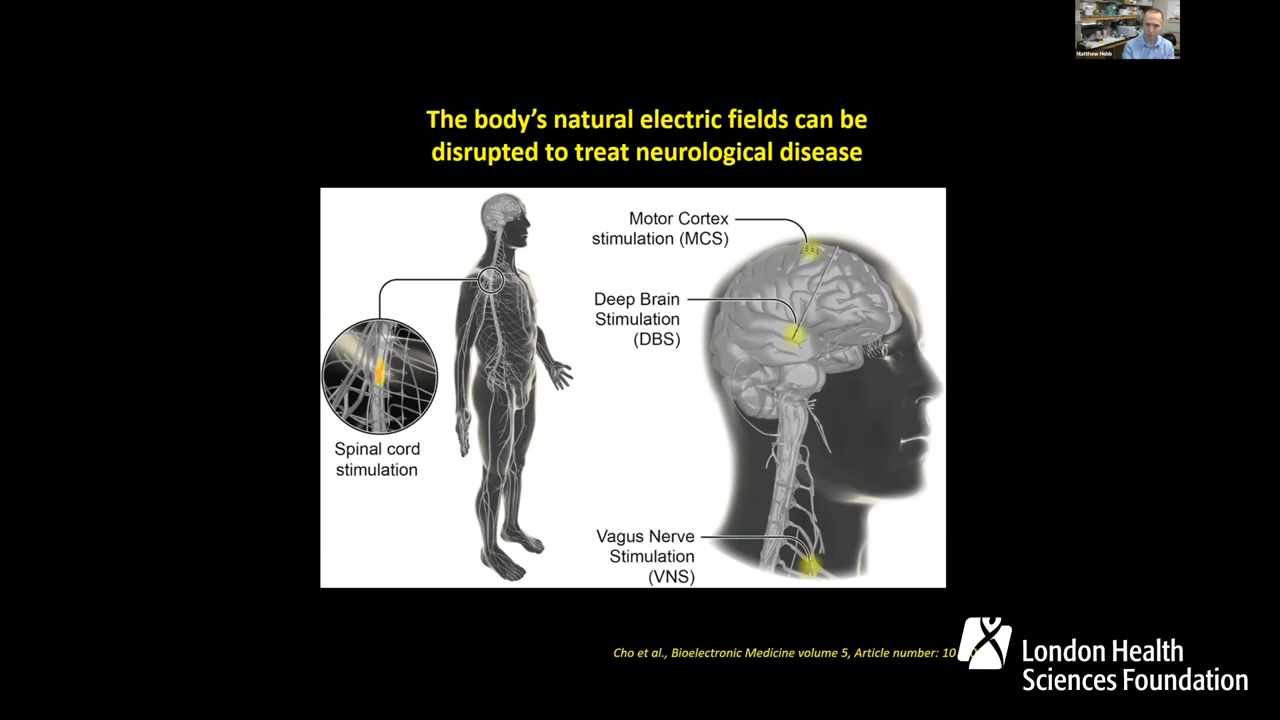 Matthew Hebb
The body's natural electric fields can be
disrupted to treat neurological disease
Motor Cortex
stimulation (MCS)
Deep Brain
Stimulation
(DBS)
Spinal cord
stimulation
Vagus Nerve
Stimulation
(VNS)
Cho et al., Bioelectronic Medicine volume 5, Article number: 10
London Health
Sciences Foundation